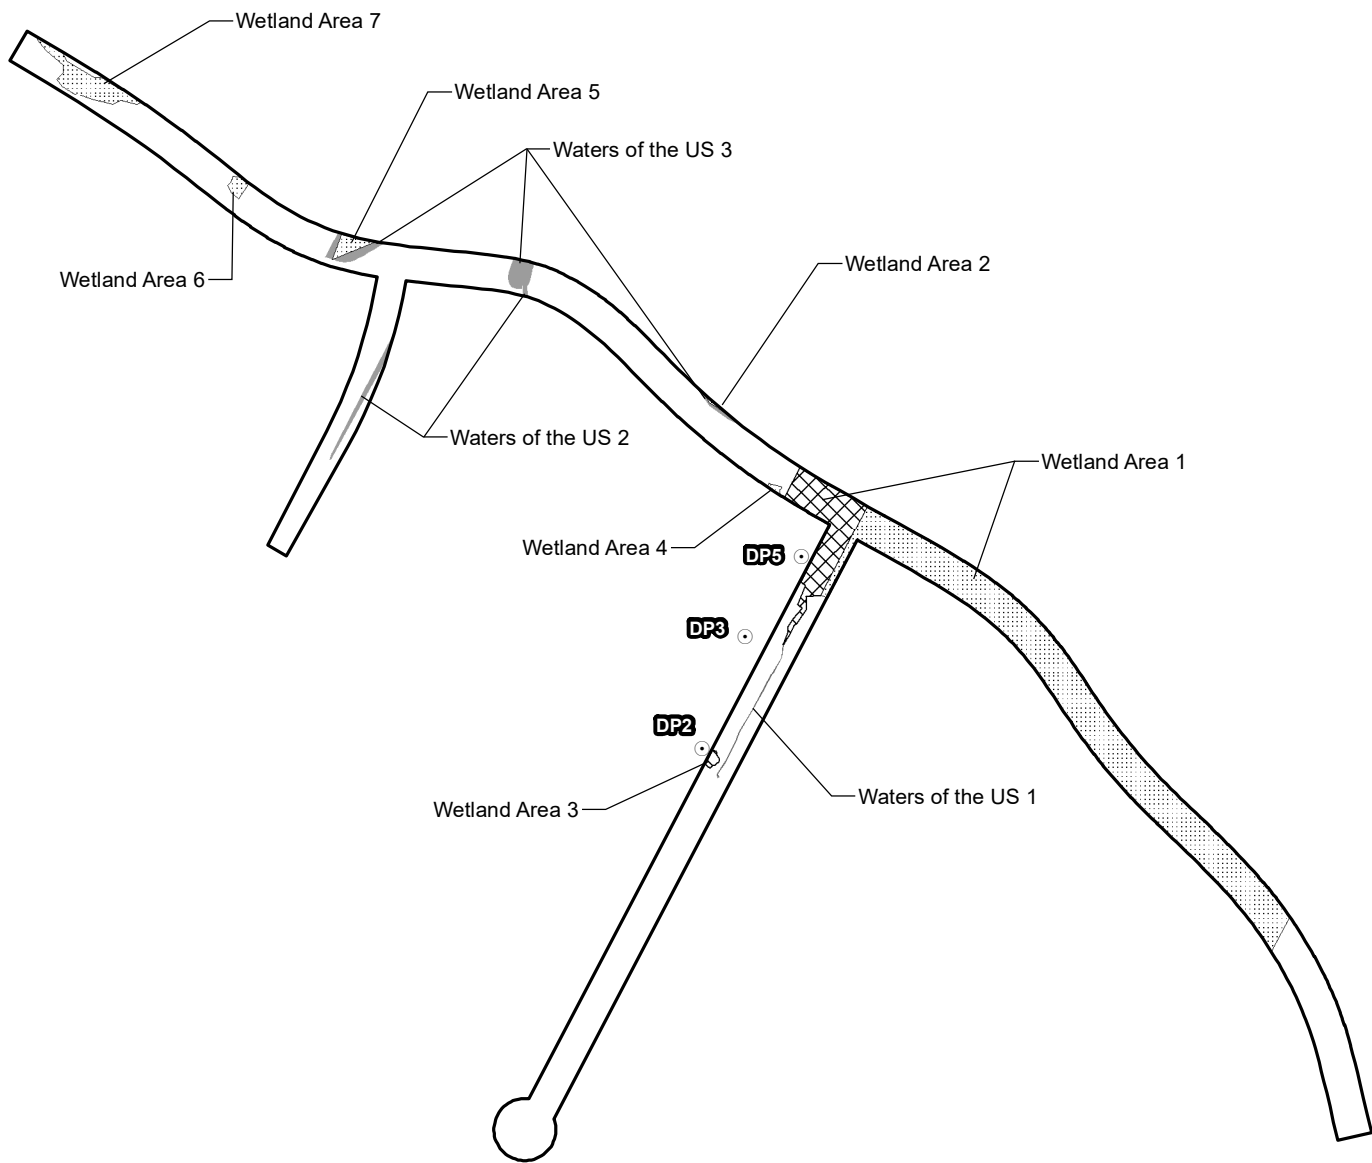 Wetland Area 7
Wetland Area 5
Waters of the US 3
Wetland Area 2
Wetland Area 6
Waters of the US 2
Wetland Area 1
Wetland Area 4
DP5
DP3
DP2
Waters of the US 1
Wetland Area 3